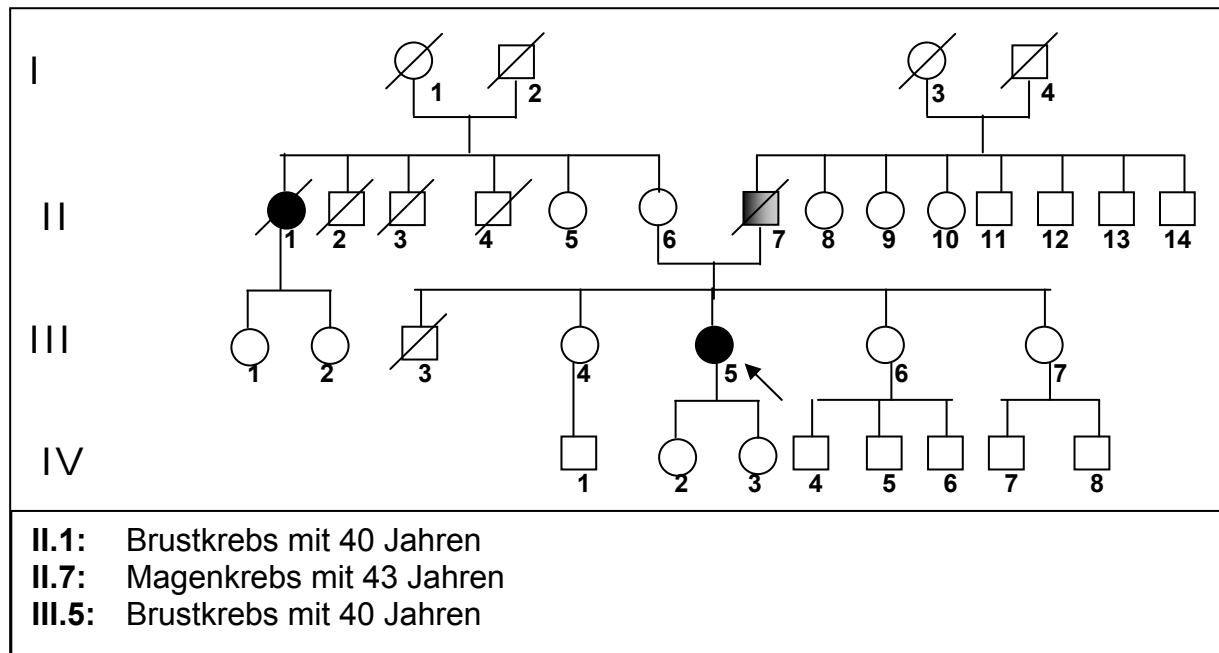 I
1 2 3 4
II
1 2 3 4 5 6 7 8 9 10 11 12 13 14
III
1 2 3 4 5 6 7
IV
1 2 3 4 5 6 7 8
II.1: Brustkrebs mit 40 Jahren
II.7: Magenkrebs mit 43 Jahren
III.5: Brustkrebs mit 40 Jahren